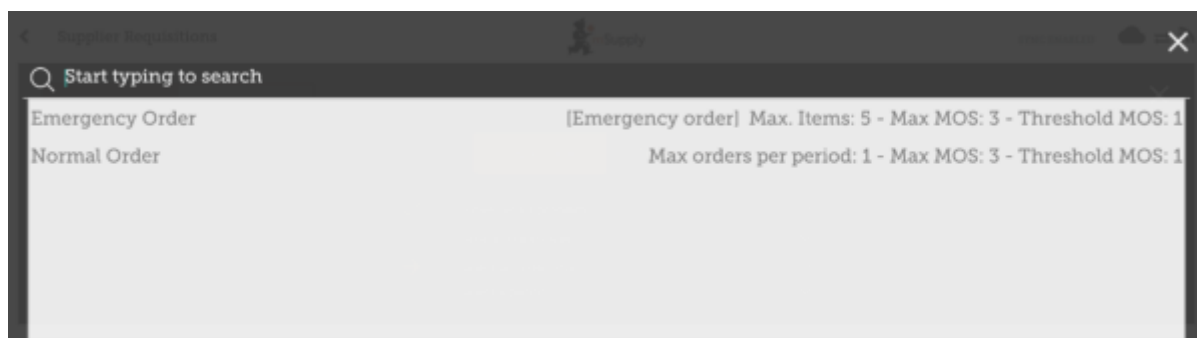 Supplier Requisitions
Supply
Start typing to search
Emergency Order [Emergency order] Max. Items: 5 - Max MOS: 3 - Threshold MOS: 1
Normal Order Max orders per period: 1 - Max MOS: 3 - Threshold MOS: 1